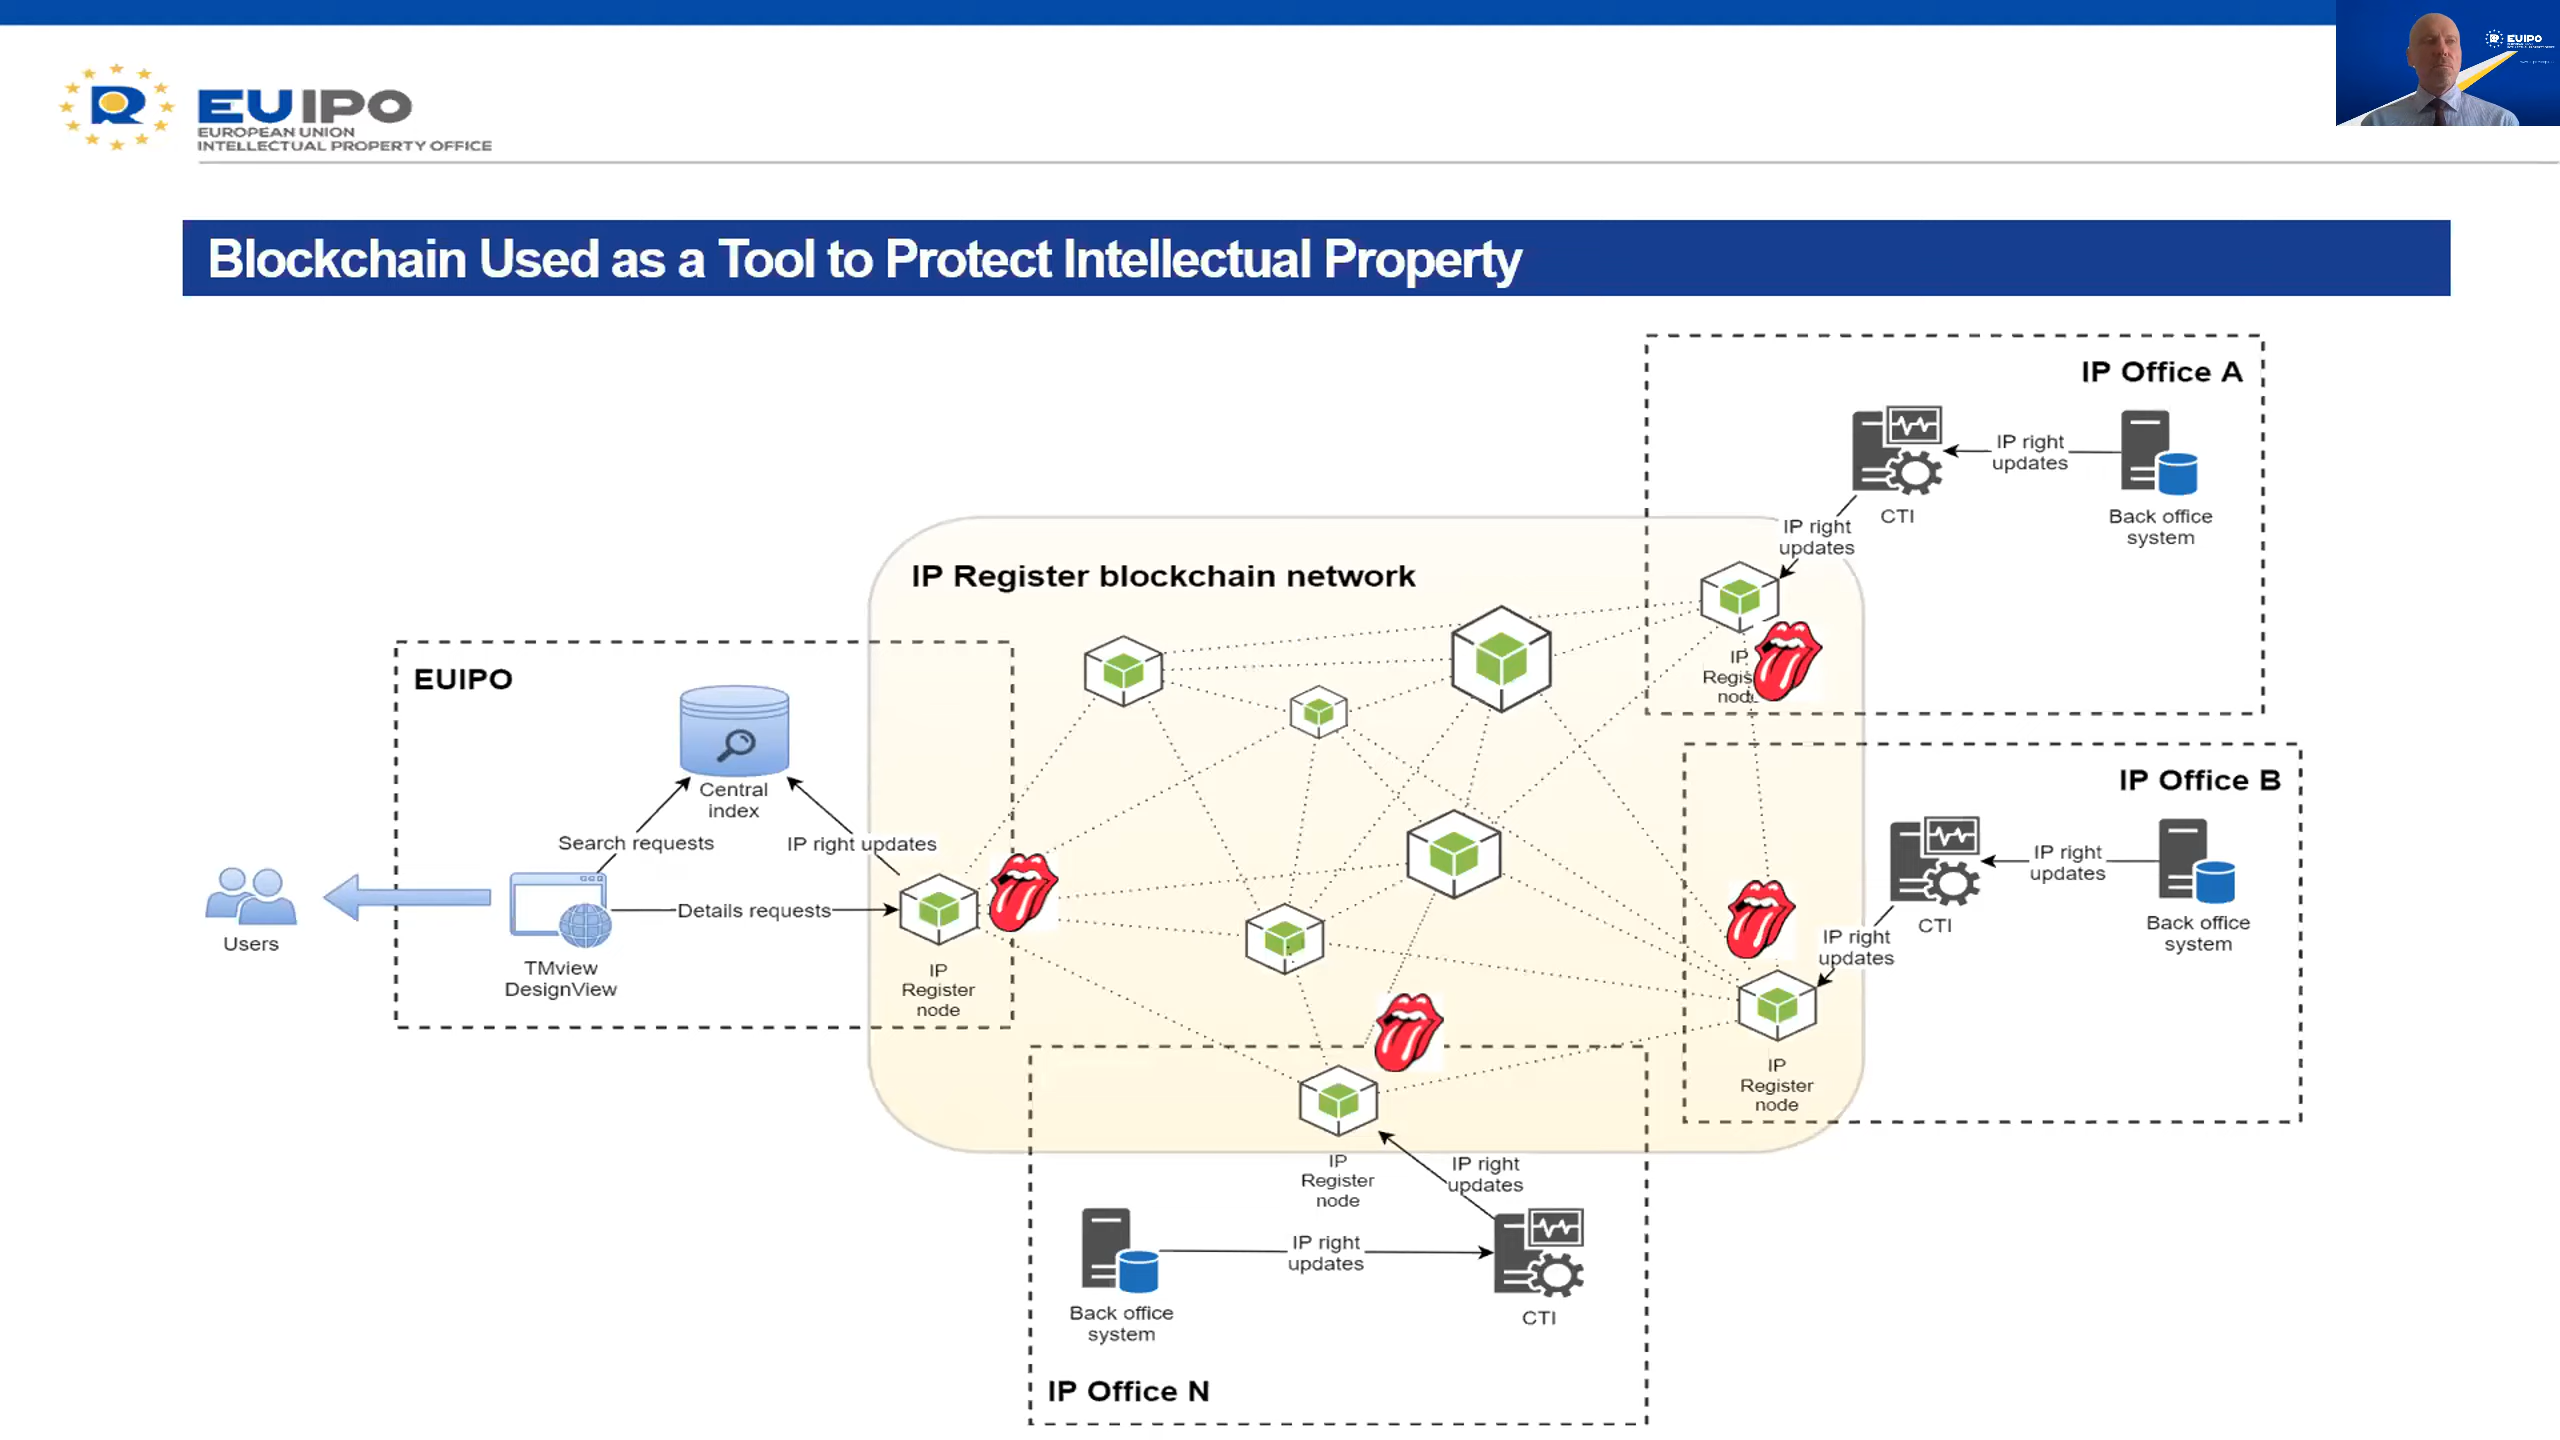 EUIPO
EUROPEAN UNION
INTELLECTUAL PROPERTY OFFICE
EUIPO
Blockchain Used as a Tool to Protect Intellectual Property
IP Office A
IP right
updates
CTI
Back office
system
IP right
updates
IP Register blockchain network
IP
Regis
node
EUIPO
Central
index
Search requests
IP right updates
Details requests
Users
TMview
DesignView
IP
Register
node
IP Office B
IP right
updates
CTI
Back office
system
IP right
updates
IP
Register
node
IP
Register
node
IP right
updates
IP right
updates
Back office
system
CTI
IP Office N